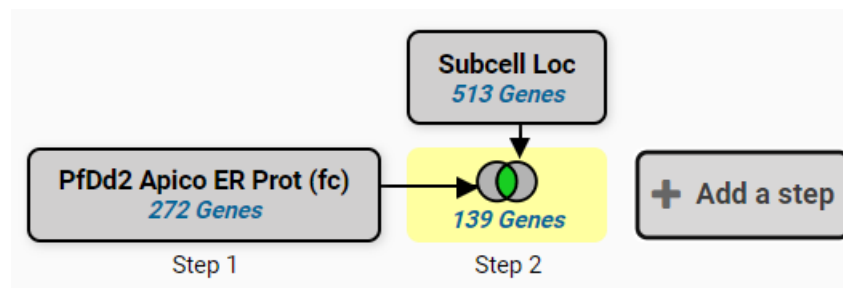 Subcell Loc
513 Genes
PfDd2 Apico ER Prot (fc)
272 Genes
139 Genes
+ Add a step
Step 1
Step 2